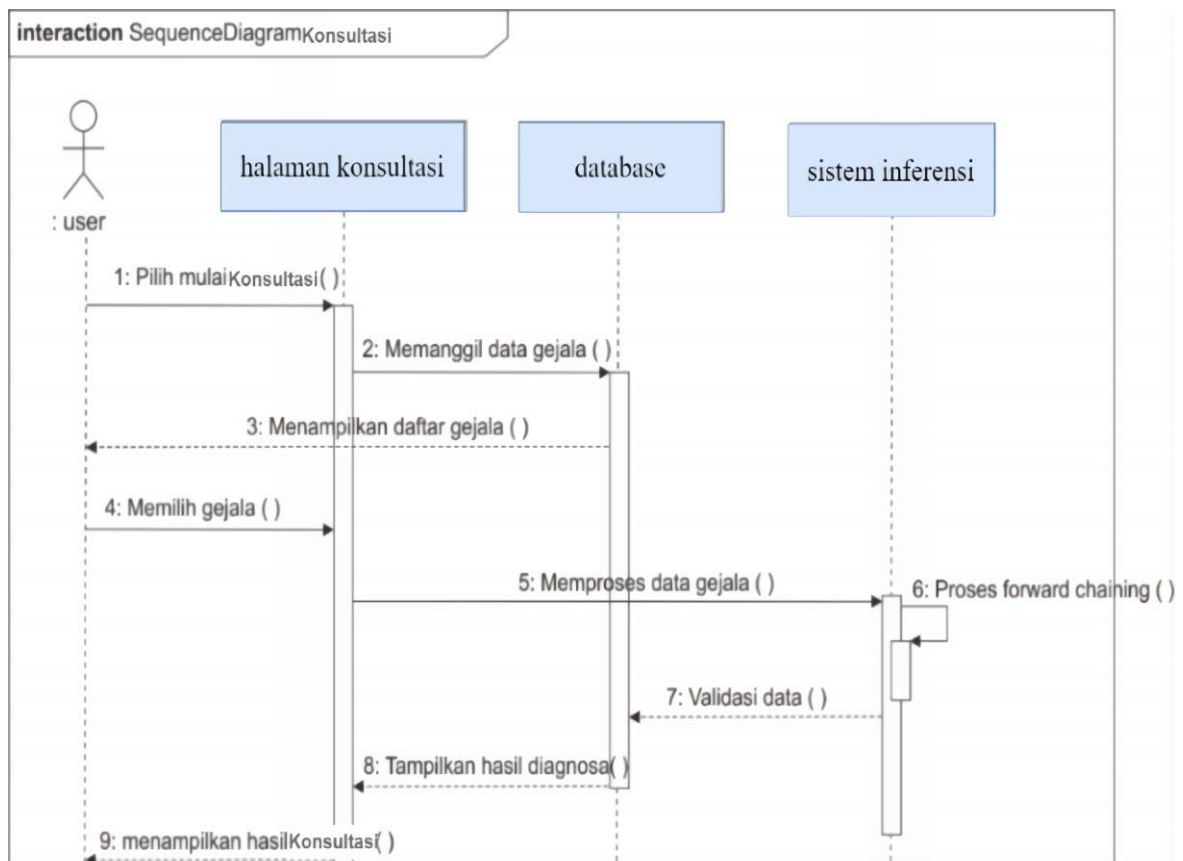 interaction SequenceDiagramKonsultasi
halaman konsultasi
database
sistem inferensi
: user
1: Pilih mulaiKonsultasi( )
2: Memanggil data gejala ( )
3: Menampilkan daftar gejala ( )
4: Memilih gejala ( )
5: Memproses data gejala ( )
6: Proses forward chaining ( )
7: Validasi data ( )
8: Tampilkan hasil diagnosa( )
9: menampilkan hasilKonsultasi( )